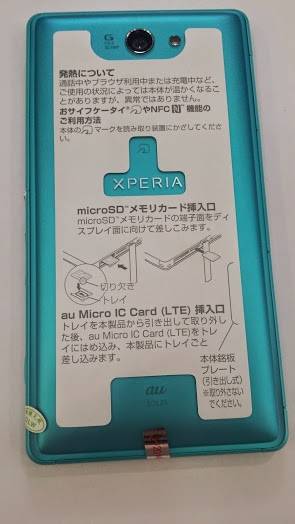 発熱について
通話中やブラウザ利用中または充電中など、
ご使用の状況によっては本体が温かくなるこ
とがありますが、異常ではありません。
おサイフケータイ やNFC 機能の
ご利用方法
本体の マークを読み取り装置にかざしてくださ
い。
XPERIA
microSD™メモリカード挿入口
microSD™メモリカードの端子面をディ
スプレイ面に向けて差しこみます。
切り欠き
トレイ
au Micro IC Card (LTE) 挿入口
トレイを本製品から引き出して取り外し
た後、au Micro IC Card (LTE)をトレ
イにはめ込み、本製品にトレイごと
差し込みます。
本体銘板
プレート
(引き出し式)
※取り外さない
でください。
au
SOL25